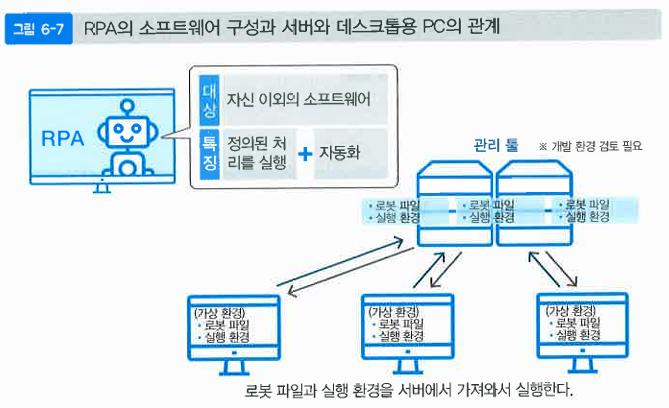 그림 6-7 RPA의 소프트웨어 구성과 서버와 데스크톱용 PC의 관계
RPA
대상 자신 이외의 소프트웨어
특징 정의된 처리를 실행 + 자동화
관리 툴 ※ 개발 환경 검토 필요
• 로봇 파일
• 실행 환경
• 로봇 파일
• 실행 환경
• 로봇 파일
• 실행 환경
(가상 환경)
• 로봇 파일
• 실행 환경
(가상 환경)
• 로봇 파일
• 실행 환경
(가상 환경)
• 로봇 파일
• 실행 환경
로봇 파일과 실행 환경을 서버에서 가져와서 실행한다.